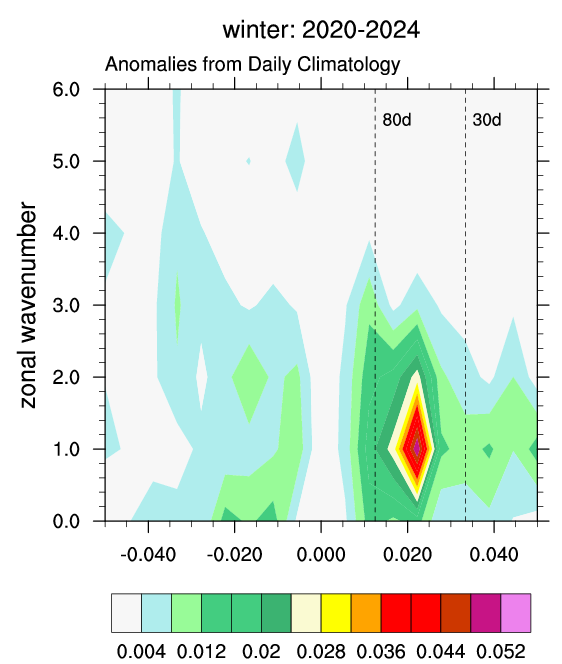 winter: 2020-2024
Anomalies from Daily Climatology
6.0
80d
30d
5.0
4.0
3.0
2.0
1.0
0.0
zonal wavenumber
-0.040 -0.020 0.000 0.020 0.040
0.004 0.012 0.02 0.028 0.036 0.044 0.052